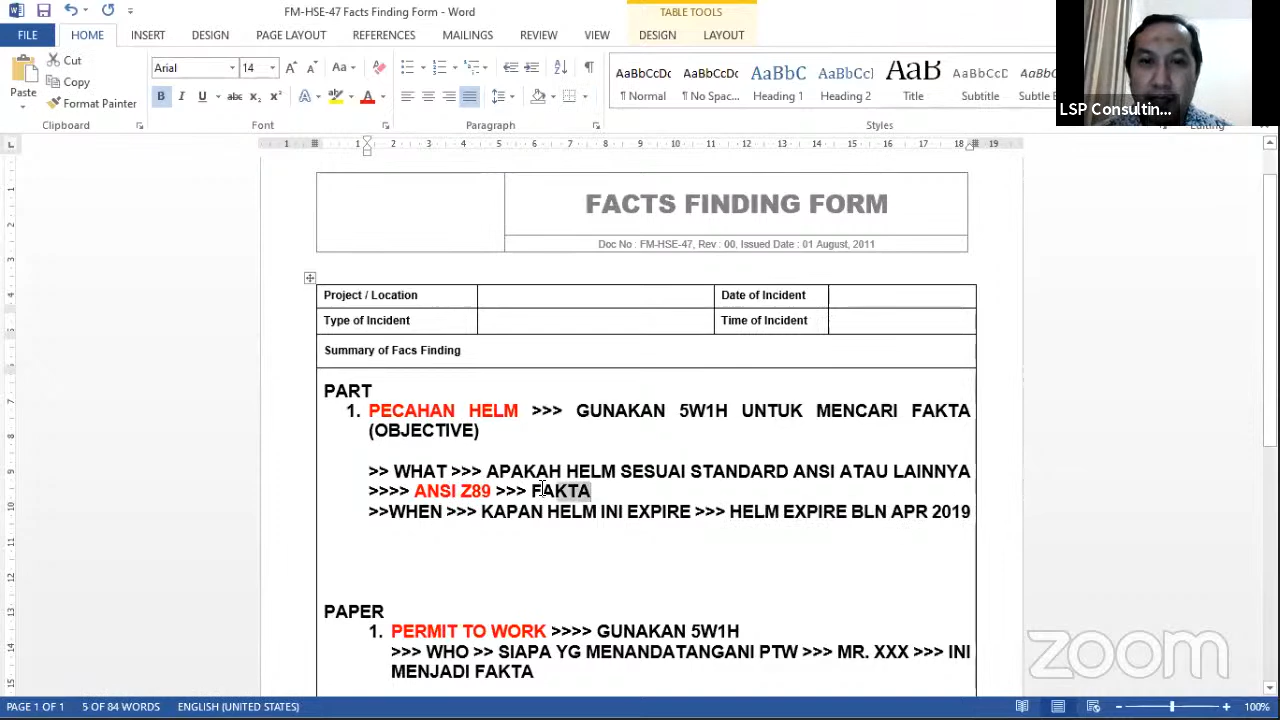 FM-HSE-47 Facts Finding Form - Word
TABLE TOOLS
FILE HOME INSERT DESIGN PAGE LAYOUT REFERENCES MAILINGS REVIEW VIEW DESIGN LAYOUT
Cut
Copy
Format Painter
Paste
Arial 14
AaBbCcDc AaBbCcDc AaBbC AaBbCc AaB AaBbCcD AaBbCcD
¶ Normal ¶ No Spac... Heading 1 Heading 2 Title Subtitle Subtle E
Clipboard Font Paragraph Styles Editing
LSP Consultin...
FACTS FINDING FORM
Doc No : FM-HSE-47, Rev : 00, Issued Date : 01 August, 2011
Project / Location Date of Incident
Type of Incident Time of Incident
Summary of Facs Finding
PART
1. PECAHAN HELM >>> GUNAKAN 5W1H UNTUK MENCARI FAKTA
(OBJECTIVE)
>> WHAT >>> APAKAH HELM SESUAI STANDARD ANSI ATAU LAINNYA
>>>> ANSI Z89 >>> FAKTA
>>WHEN >>> KAPAN HELM INI EXPIRE >>> HELM EXPIRE BLN APR 2019
PAPER
1. PERMIT TO WORK >>>> GUNAKAN 5W1H
>>> WHO >> SIAPA YG MENANDATANGANI PTW >>> MR. XXX >>> INI
MENJADI FAKTA
zoom
PAGE 1 OF 1 5 OF 84 WORDS ENGLISH (UNITED STATES) 100%